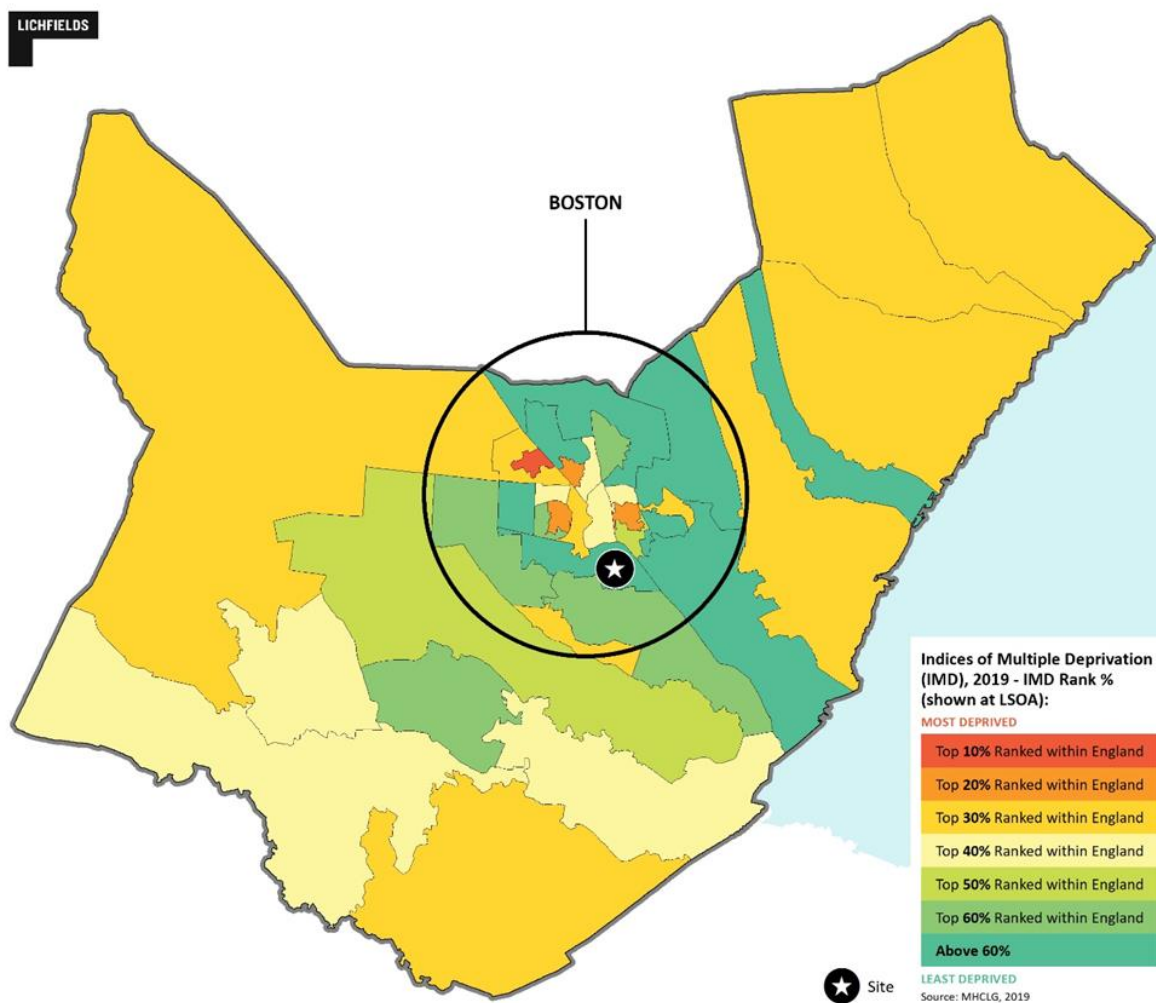 LICHFIELDS
BOSTON
Indices of Multiple Deprivation
(IMD), 2019 - IMD Rank %
(shown at LSOA):
MOST DEPRIVED
Top 10% Ranked within England
Top 20% Ranked within England
Top 30% Ranked within England
Top 40% Ranked within England
Top 50% Ranked within England
Top 60% Ranked within England
Above 60%
LEAST DEPRIVED
Site
Source: MHCLG, 2019